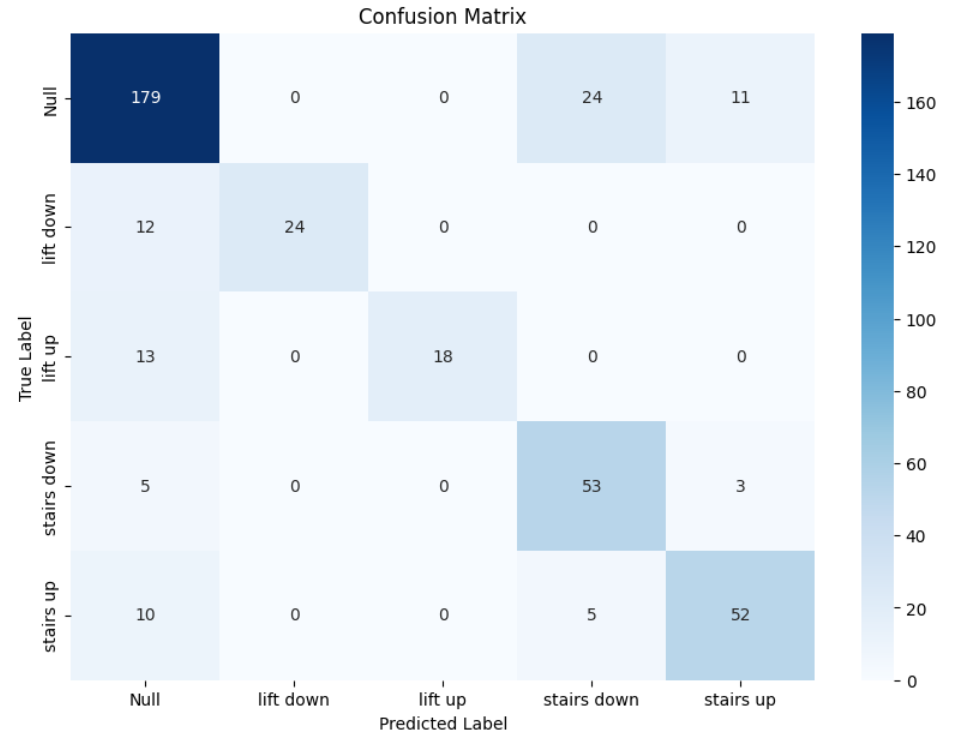 Confusion Matrix
True Label
Null
179 0 0 24 11
lift down
12 24 0 0 0
lift up
13 0 18 0 0
stairs down
5 0 0 53 3
stairs up
10 0 0 5 52
Null lift down lift up stairs down stairs up
Predicted Label
160
140
120
100
80
60
40
20
0